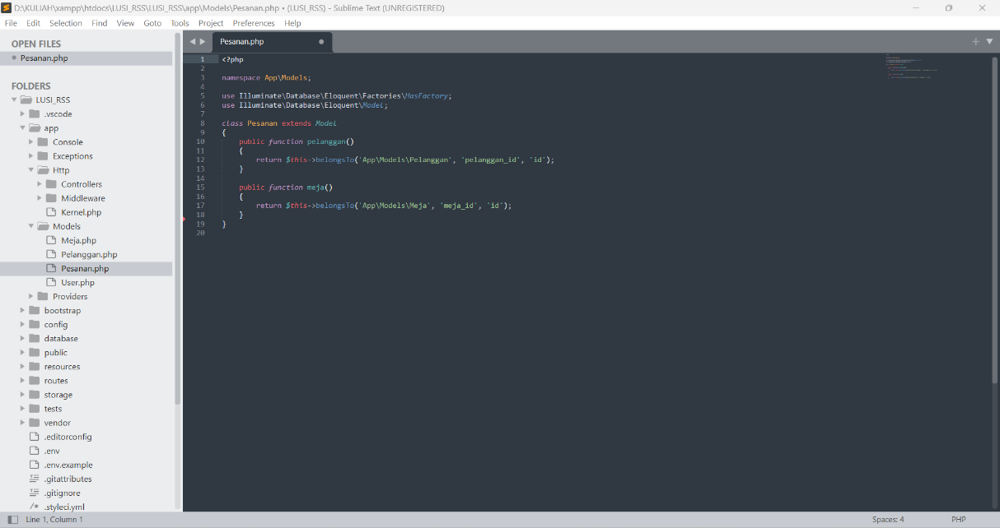 D:\KULIAH\xampp\htdocs\LUSI_RSS\LUSI_RSS\app\Models\Pesanan.php • (LUSI_RSS) - Sublime Text (UNREGISTERED)
File Edit Selection Find View Goto Tools Project Preferences Help
OPEN FILES
Pesanan.php
FOLDERS
LUSI_RSS
.vscode
app
Console
Exceptions
Http
Controllers
Middleware
Kernel.php
Models
Meja.php
Pelanggan.php
Pesanan.php
User.php
Providers
bootstrap
config
database
public
resources
routes
storage
tests
vendor
.editorconfig
.env
.env.example
.gitattributes
.gitignore
/* .styleci.yml
Pesanan.php
1 <?php
2
3 namespace App\Models;
4
5 use Illuminate\Database\Eloquent\Factories\HasFactory;
6 use Illuminate\Database\Eloquent\Model;
7
8 class Pesanan extends Model
9 {
10 public function pelanggan()
11 {
12 return $this->belongsTo('App\Models\Pelanggan', 'pelanggan_id', 'id');
13 }
14
15 public function meja()
16 {
17 return $this->belongsTo('App\Models\Meja', 'meja_id', 'id');
18 }
19 }
20
Line 1, Column 1
Spaces: 4
PHP